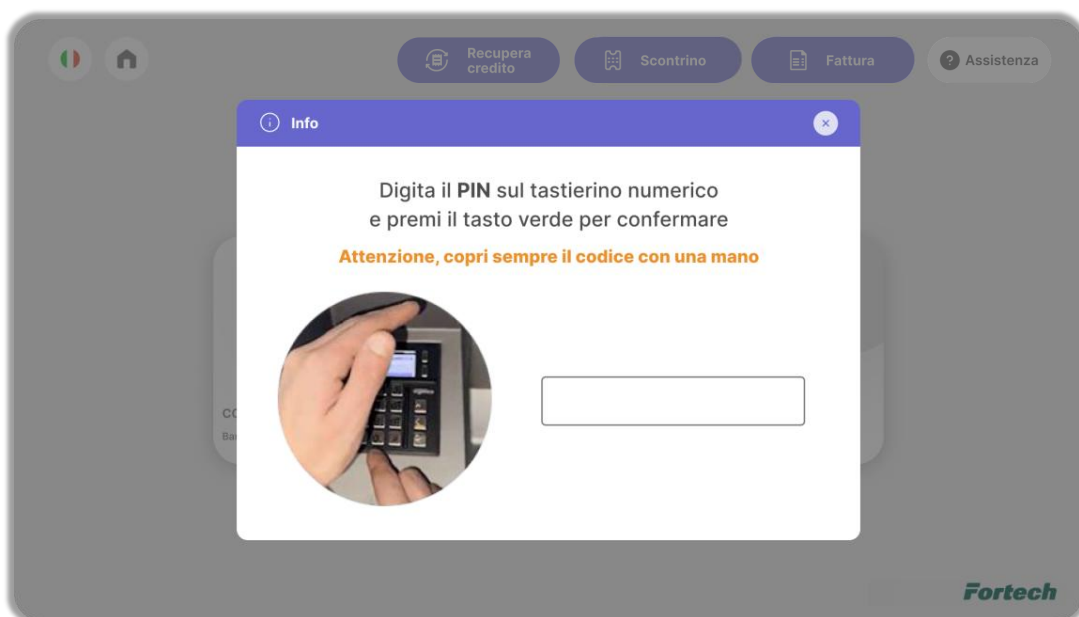 Recupera
credito
Scontrino
Fattura
? Assistenza
Info
Digita il PIN sul tastierino numerico
e premi il tasto verde per confermare
Attenzione, copri sempre il codice con una mano
Fortech